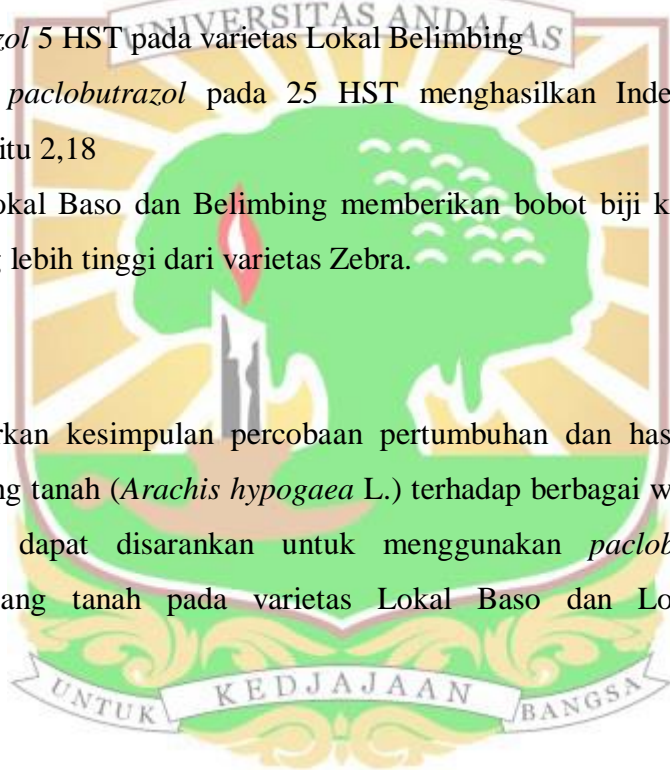 UNIVERSITAS ANDALAS
zol 5 HST pada varietas Lokal Belimbing
paclobutrazol pada 25 HST menghasilkan Inde
itu 2,18
okal Baso dan Belimbing memberikan bobot biji k
g lebih tinggi dari varietas Zebra.
rkan kesimpulan percobaan pertumbuhan dan has
ng tanah (Arachis hypogaea L.) terhadap berbagai w
dapat disarankan untuk menggunakan paclob
ang tanah pada varietas Lokal Baso dan Lo
UNTUK KEDJAJAAN BANGSA